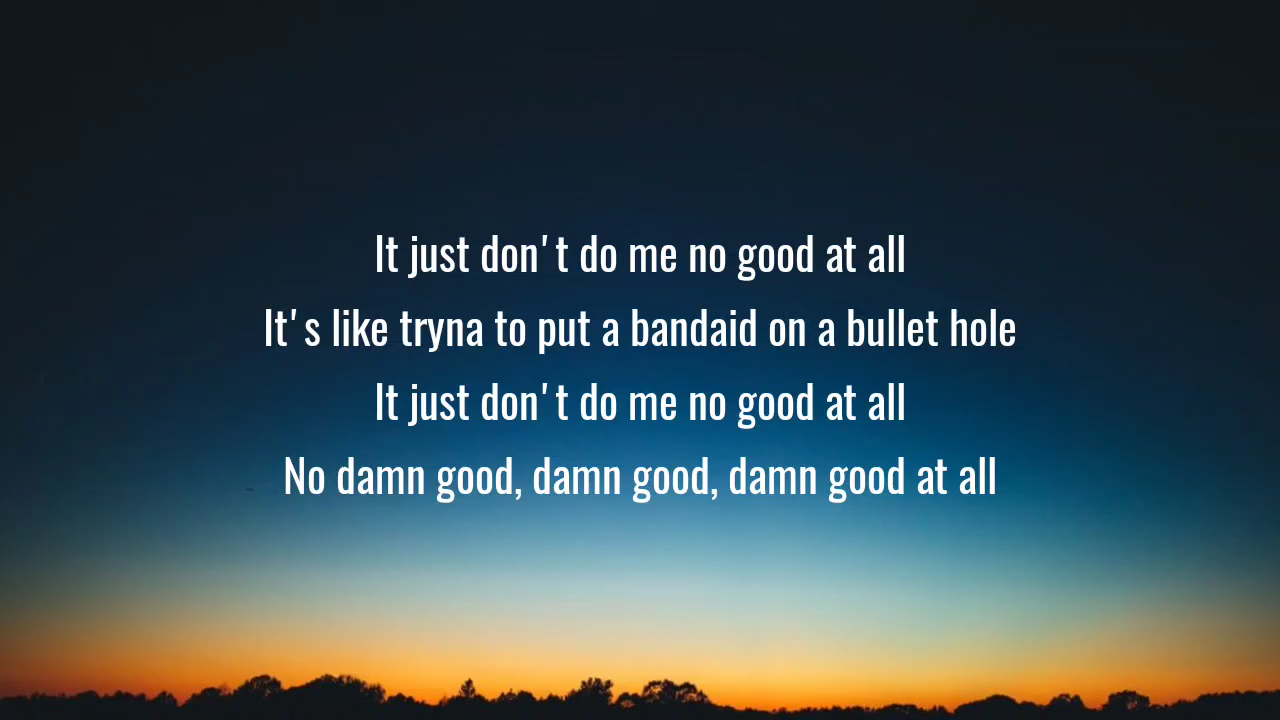 It just don't do me no good at all
It's like tryna to put a bandaid on a bullet hole
It just don't do me no good at all
No damn good, damn good, damn good at all